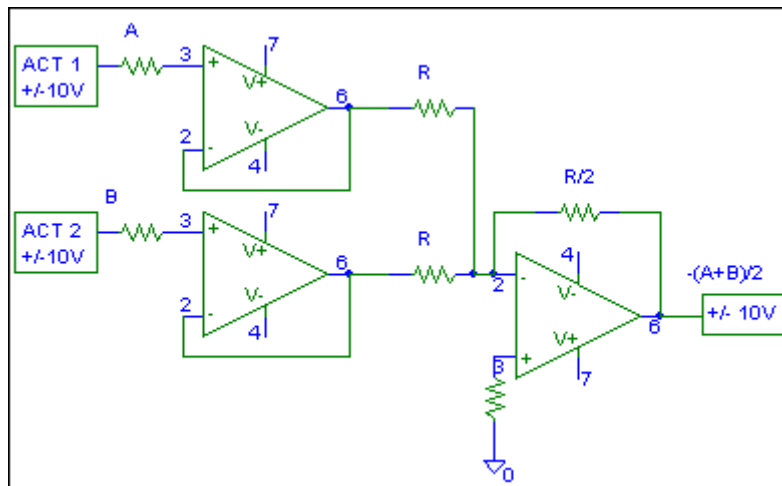 A
ACT 1
+/-10V
3
+
7
V+
V-
2
-
4
6
R
B
ACT 2
+/-10V
3
+
7
V+
V-
2
-
4
6
R
R/2
2
-
4
V-
V+
3
+
7
6
-(A+B)/2
+/- 10V
0